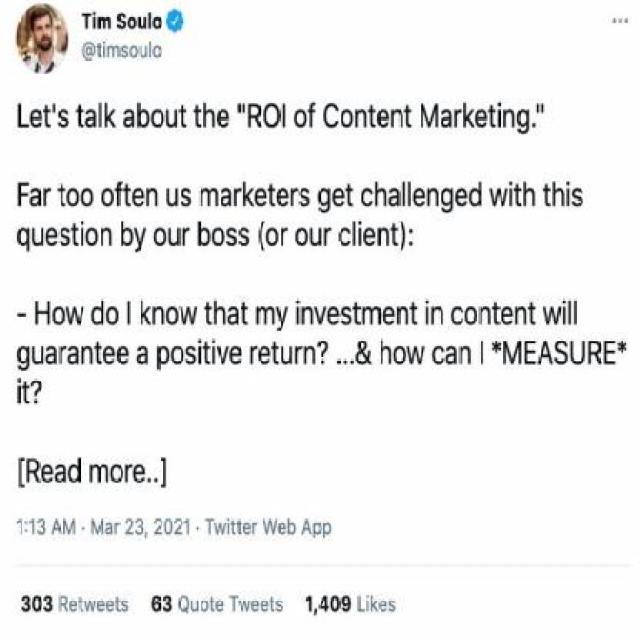 Tim Soulo
@timsoulo
Let's talk about the "ROI of Content Marketing."
Far too often us marketers get challenged with this
question by our boss (or our client):
- How do I know that my investment in content will
guarantee a positive return? ...& how can I *MEASURE*
it?
[Read more..]
1:13 AM · Mar 23, 2021 · Twitter Web App
303 Retweets 63 Quote Tweets 1,409 Likes